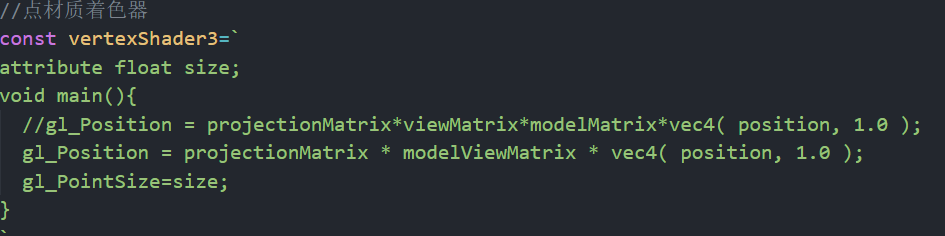 //点材质着色器
const vertexShader3=`
attribute float size;
void main(){
  //gl_Position = projectionMatrix*viewMatrix*modelMatrix*vec4( position, 1.0 );
  gl_Position = projectionMatrix * modelViewMatrix * vec4( position, 1.0 );
  gl_PointSize=size;
}
`